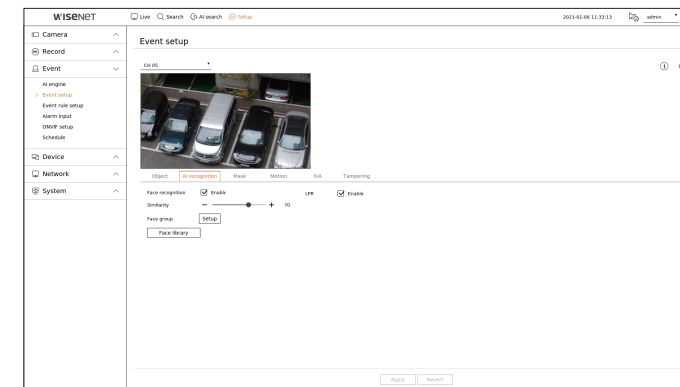 WISENET
Live Search AI search Setup 2021-01-06 11:33:13 admin
Camera
Record
Event
AI engine
Event setup
Event rule setup
Alarm input
ONVIF setup
Schedule
Device
Network
System
Event setup
CH 05
Object AI recognition Mask Motion IVA Tampering
Face recognition Enable LPR Enable
Similarity 70
Face group Setup
Face library
Apply Revert